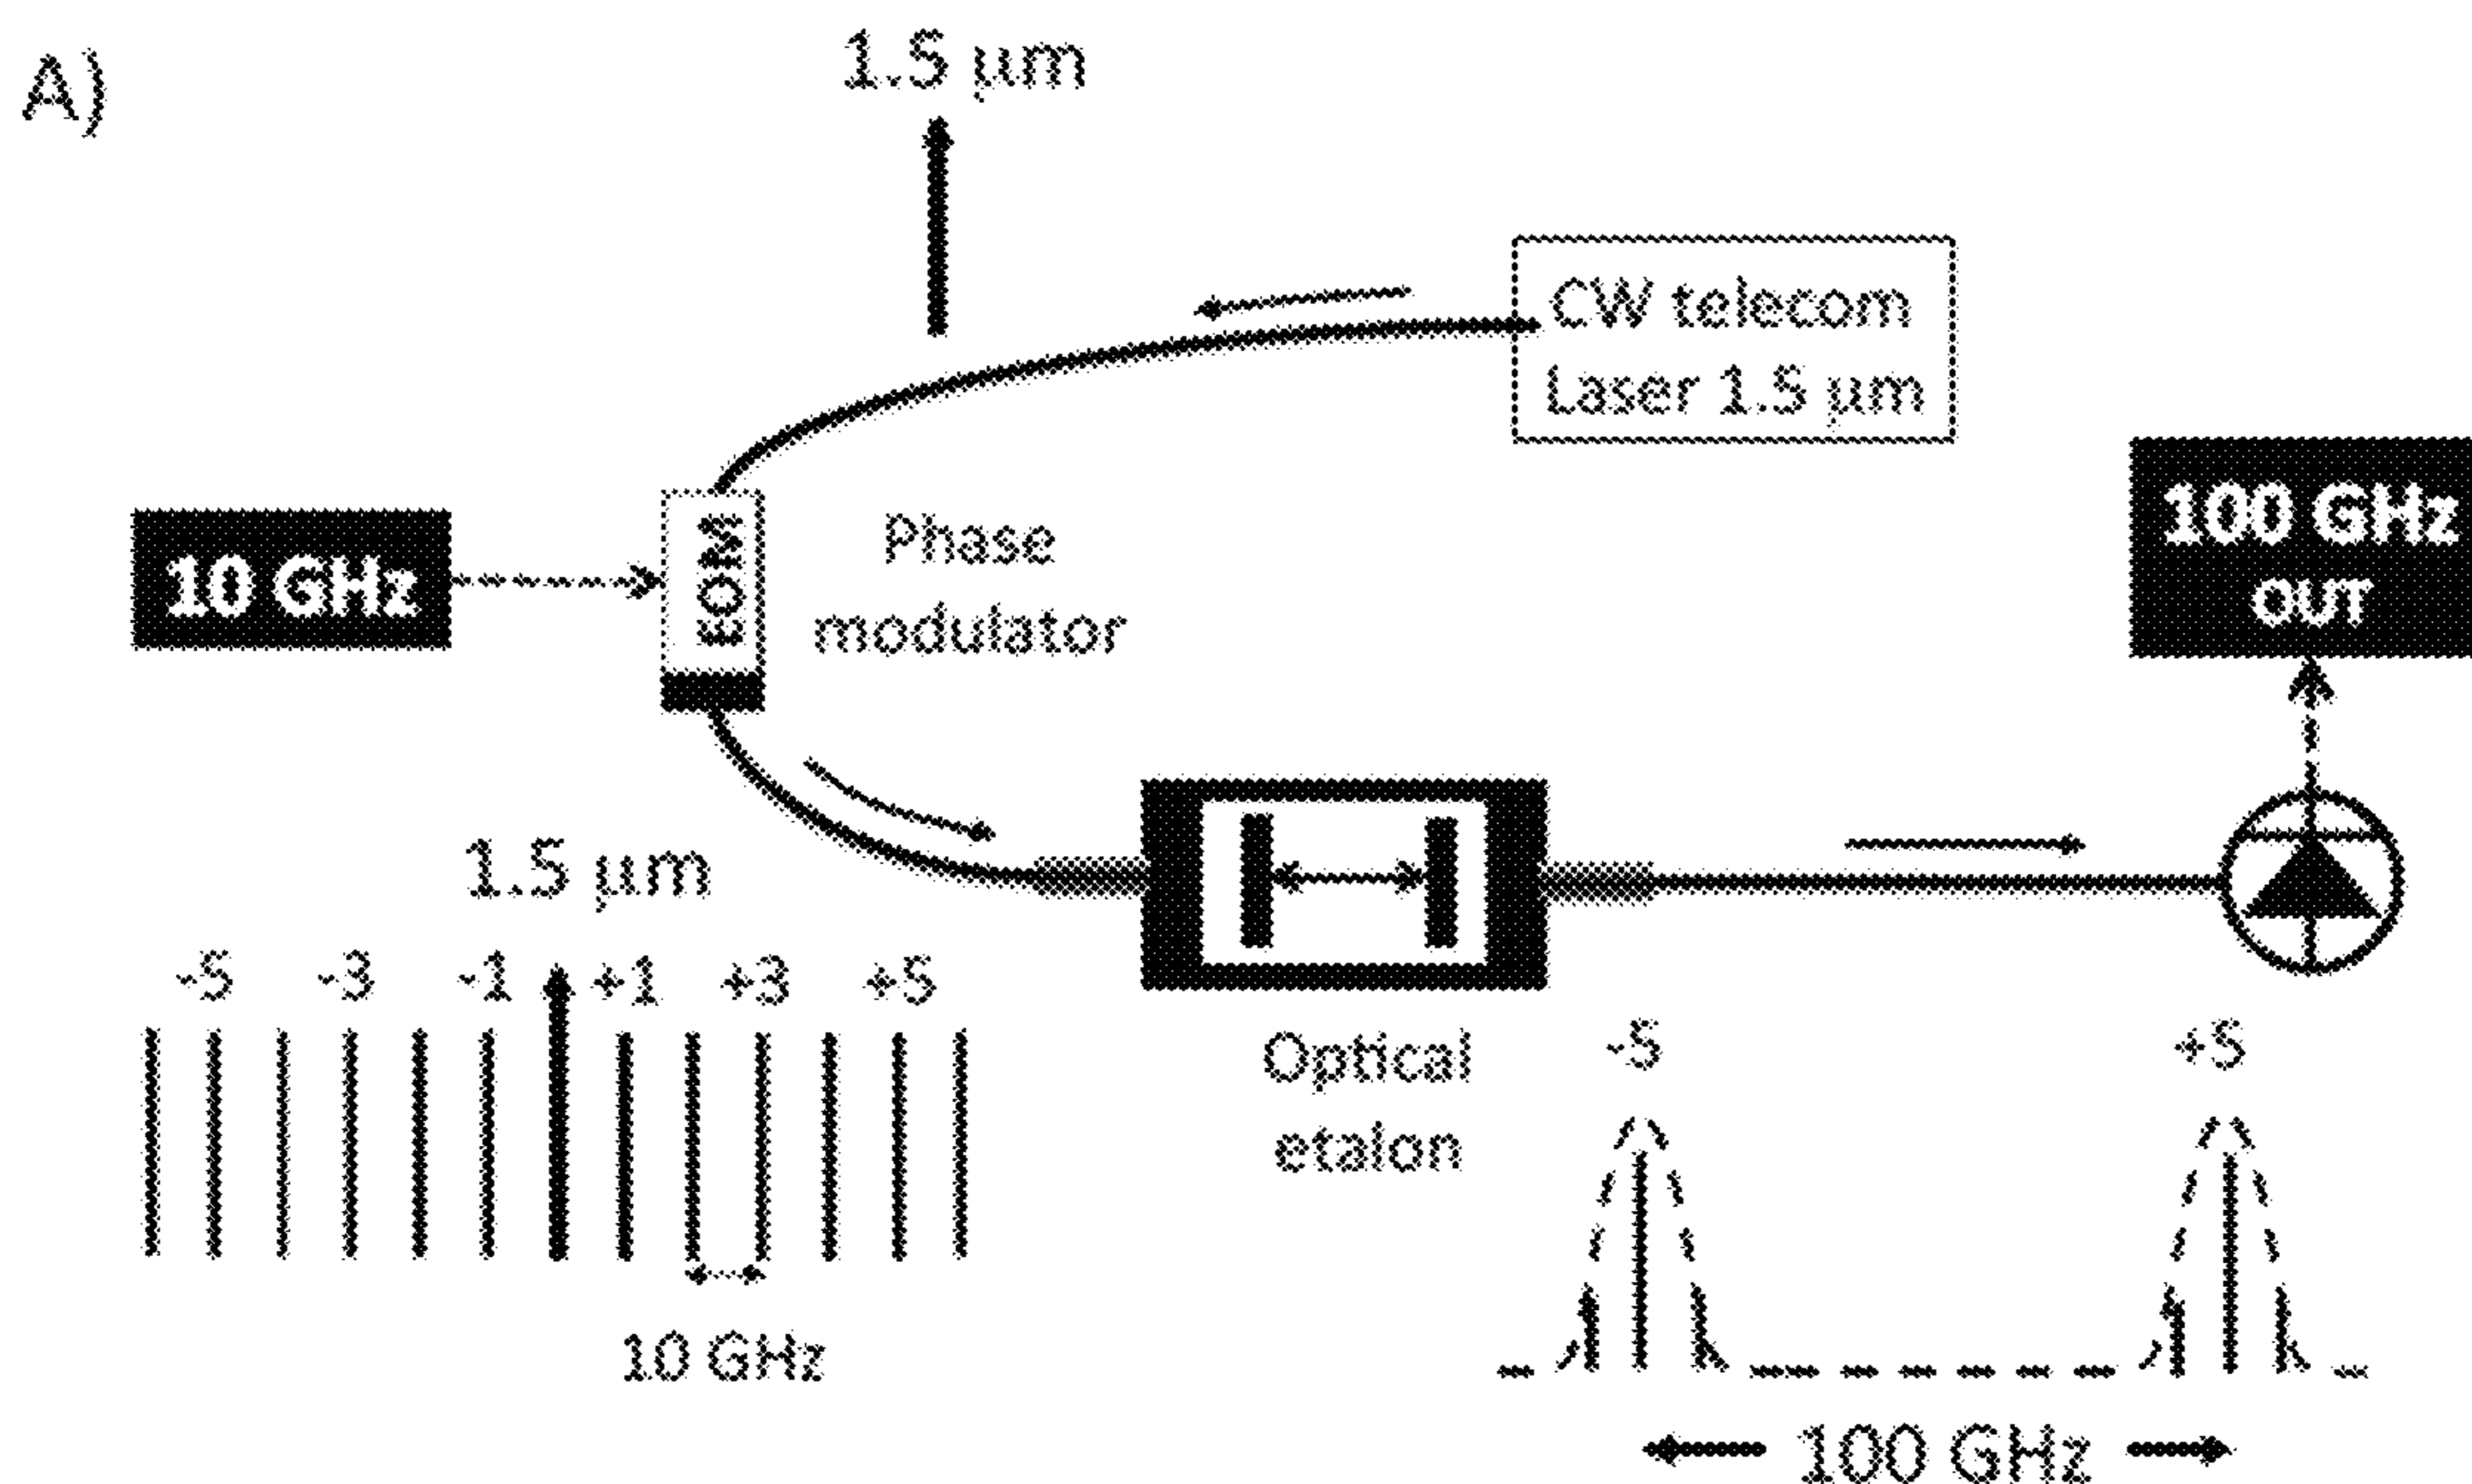 A)
1.5 µm
CW telecom
Laser 1.5 µm
100 GHz
OUT
10 GHz
EOM
Phase
modulator
1.5 µm
-5 -3 -1 +1 +3 +5
10 GHz
Optical
etalon
-5 +5
100 GHz